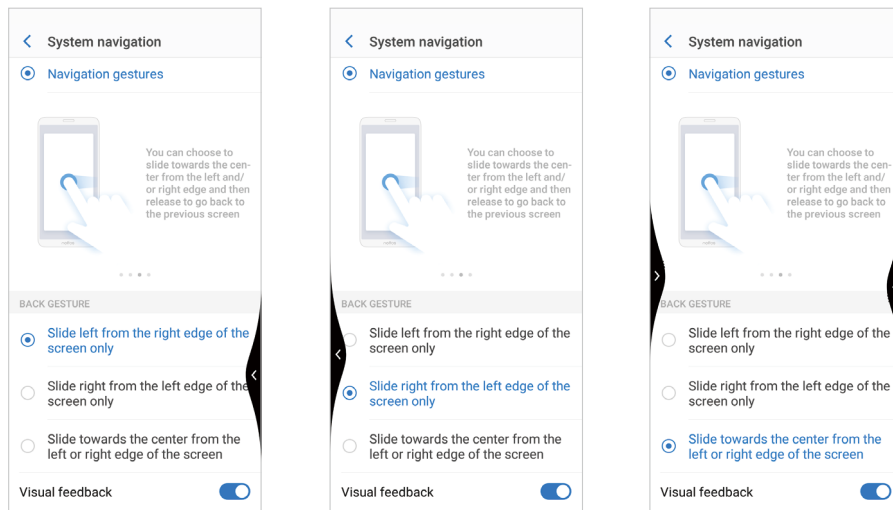 System navigation
Navigation gestures
You can choose to
slide towards the cen-
ter from the left and/
or right edge and then
release to go back to
the previous screen
BACK GESTURE
Slide left from the right edge of the
screen only
Slide right from the left edge of the
screen only
Slide towards the center from the
left or right edge of the screen
Visual feedback
System navigation
Navigation gestures
You can choose to
slide towards the cen-
ter from the left and/
or right edge and then
release to go back to
the previous screen
BACK GESTURE
Slide left from the right edge of the
screen only
Slide right from the left edge of the
screen only
Slide towards the center from the
left or right edge of the screen
Visual feedback
System navigation
Navigation gestures
You can choose to
slide towards the cen-
ter from the left and/
or right edge and then
release to go back to
the previous screen
BACK GESTURE
Slide left from the right edge of the
screen only
Slide right from the left edge of the
screen only
Slide towards the center from the
left or right edge of the screen
Visual feedback